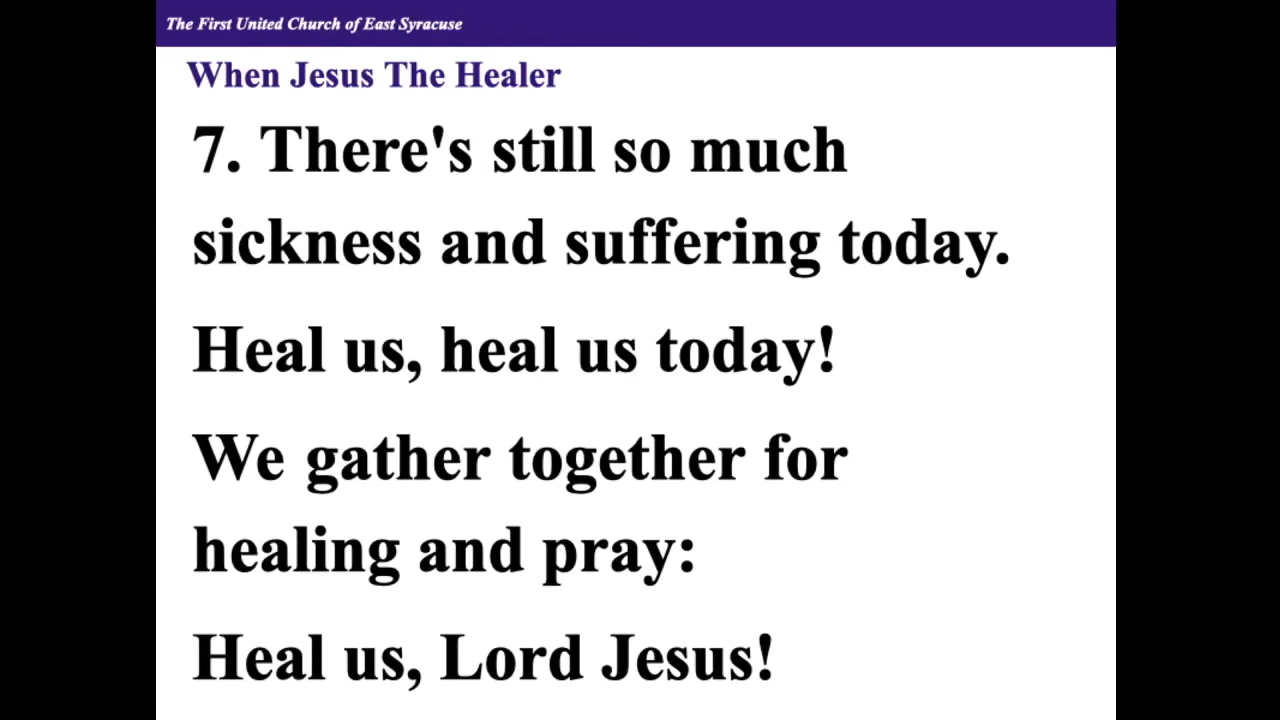 The First United Church of East Syracuse
When Jesus The Healer
7. There's still so much
sickness and suffering today.
Heal us, heal us today!
We gather together for
healing and pray:
Heal us, Lord Jesus!